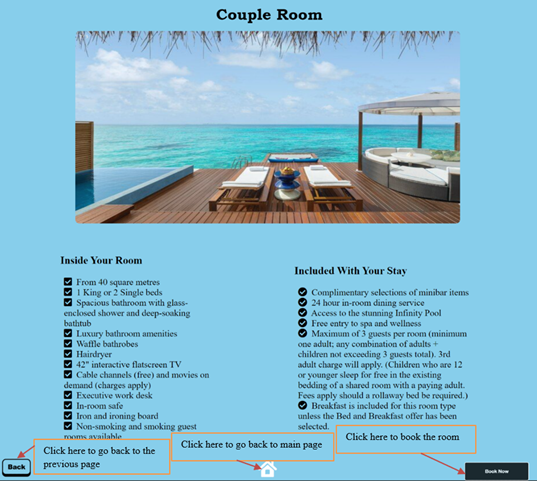 Couple Room
Inside Your Room
From 40 square metres
1 King or 2 Single beds
Spacious bathroom with glass-
enclosed shower and deep-soaking
bathtub
Luxury bathroom amenities
Waffle bathrobes
Hairdryer
42" interactive flatscreen TV
Cable channels (free) and movies on
demand (charges apply)
Executive work desk
In-room safe
Iron and ironing board
Non-smoking and smoking guest
rooms available
Included With Your Stay
Complimentary selections of minibar items
24 hour in-room dining service
Access to the stunning Infinity Pool
Free entry to spa and wellness
Maximum of 3 guests per room (minimum
one adult; any combination of adults +
children not exceeding 3 guests total). 3rd
adult charge will apply. (Children who are 12
or younger sleep for free in the existing
bedding of a shared room with a paying adult.
Fees apply should a rollaway bed be required.)
Breakfast is included for this room type
unless the Bed and Breakfast offer has been
selected.
Click here to go back to the
previous page
Click here to go back to main page
Click here to book the room
Back
Book Now